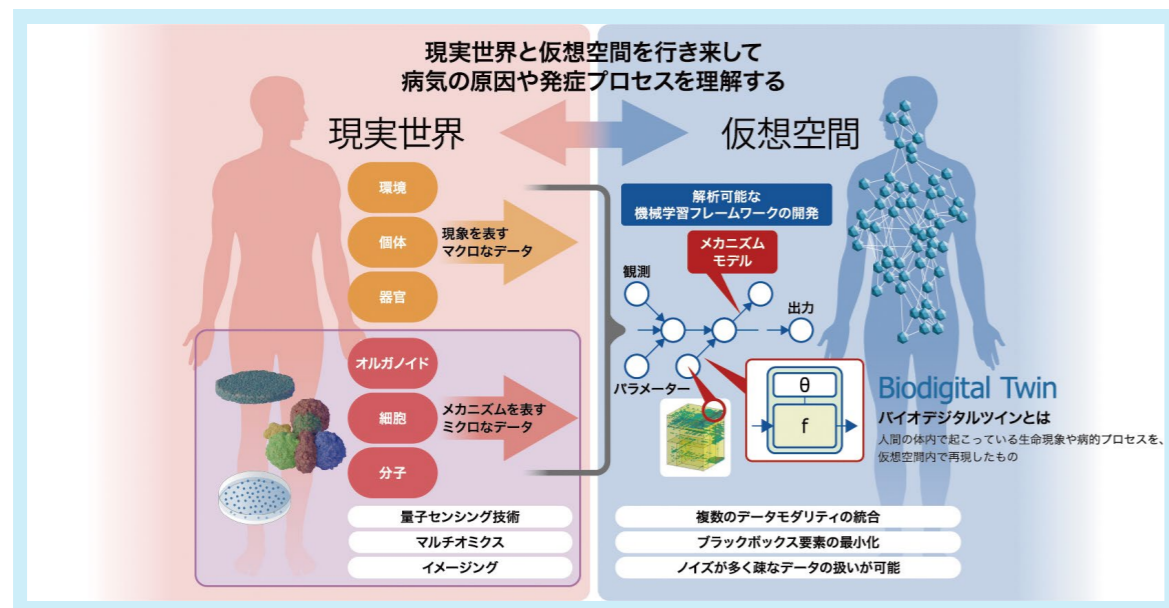 現実世界と仮想空間を行き来して
病気の原因や発症プロセスを理解する
現実世界
仮想空間
環境
個体
器官
現象を表す
マクロなデータ
オルガノイド
細胞
分子
メカニズムを表す
ミクロなデータ
量子センシング技術
マルチオミクス
イメージング
解析可能な
機械学習フレームワークの開発
メカニズム
モデル
観測
出力
パラメーター
θ
f
Biodigital Twin
バイオデジタルツインとは
人間の体内で起こっている生命現象や病的プロセスを、
仮想空間内で再現したもの
複数のデータモダリティの統合
ブラックボックス要素の最小化
ノイズが多く疎なデータの扱いが可能